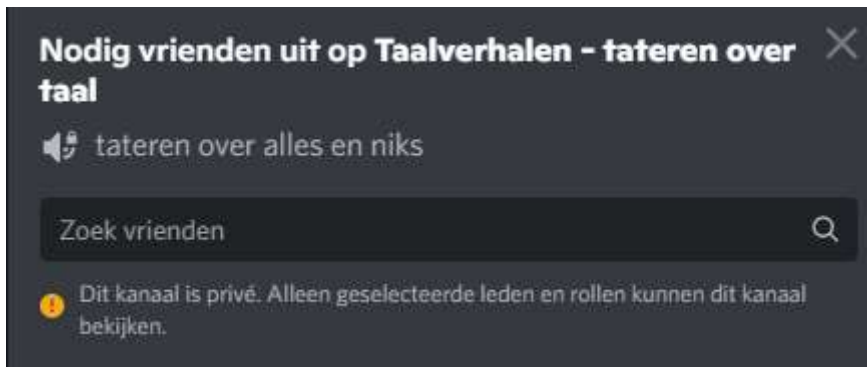 Nodig vrienden uit op Taalverhalen - tateren over
taal
tateren over alles en niks
Zoek vrienden
Dit kanaal is privé. Alleen geselecteerde leden en rollen kunnen dit kanaal
bekijken.